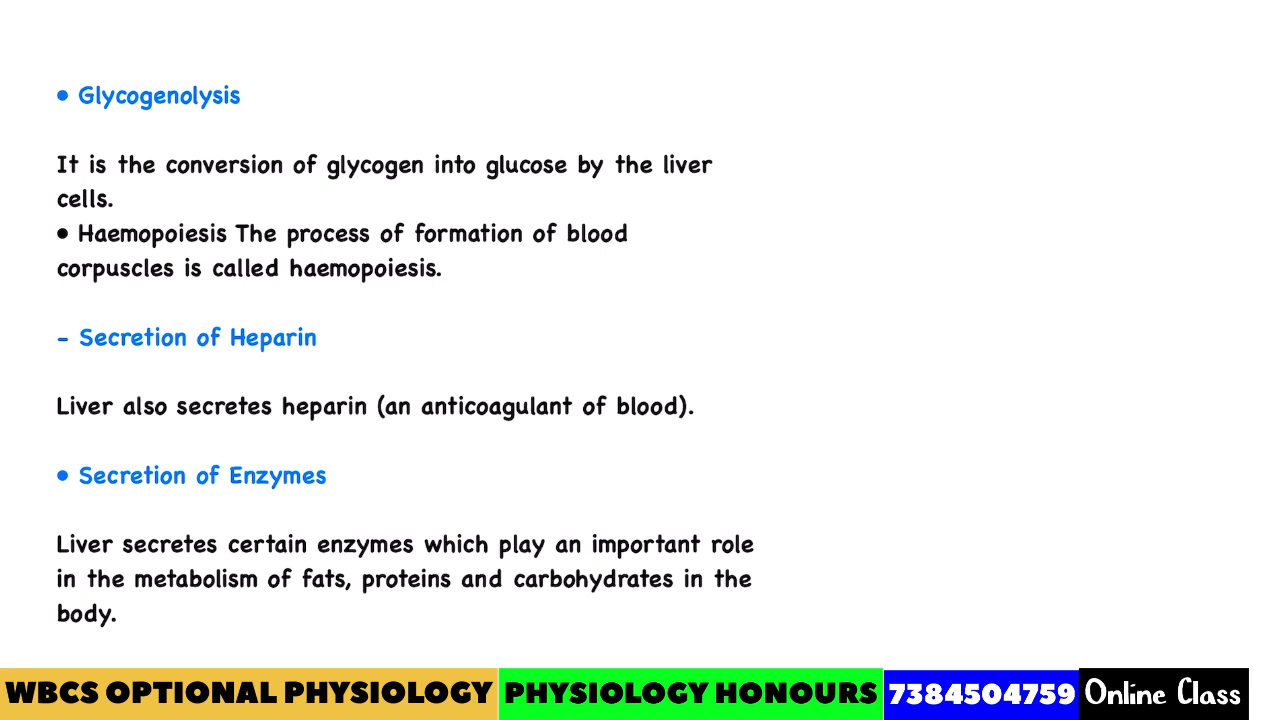 • Glycogenolysis
It is the conversion of glycogen into glucose by the liver
cells.
• Haemopoiesis The process of formation of blood
corpuscles is called haemopoiesis.
- Secretion of Heparin
Liver also secretes heparin (an anticoagulant of blood).
• Secretion of Enzymes
Liver secretes certain enzymes which play an important role
in the metabolism of fats, proteins and carbohydrates in the
body.
WBCS OPTIONAL PHYSIOLOGY PHYSIOLOGY HONOURS 7384504759 Online Class